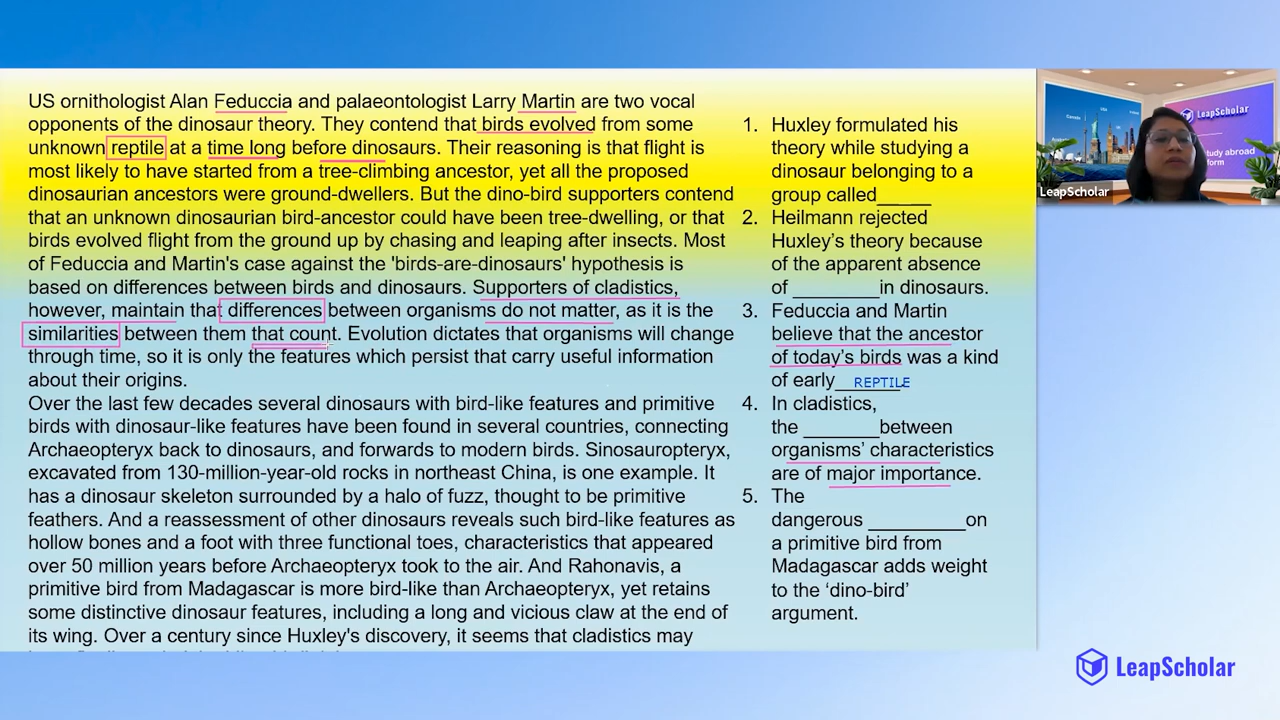 US ornithologist Alan Feduccia and palaeontologist Larry Martin are two vocal
opponents of the dinosaur theory. They contend that birds evolved from some
unknown reptile at a time long before dinosaurs. Their reasoning is that flight is
most likely to have started from a tree-climbing ancestor, yet all the proposed
dinosaurian ancestors were ground-dwellers. But the dino-bird supporters contend
that an unknown dinosaurian bird-ancestor could have been tree-dwelling, or that
birds evolved flight from the ground up by chasing and leaping after insects. Most
of Feduccia and Martin's case against the 'birds-are-dinosaurs' hypothesis is
based on differences between birds and dinosaurs. Supporters of cladistics,
however, maintain that differences between organisms do not matter, as it is the
similarities between them that count. Evolution dictates that organisms will change
through time, so it is only the features which persist that carry useful information
about their origins.
Over the last few decades several dinosaurs with bird-like features and primitive
birds with dinosaur-like features have been found in several countries, connecting
Archaeopteryx back to dinosaurs, and forwards to modern birds. Sinosauropteryx,
excavated from 130-million-year-old rocks in northeast China, is one example. It
has a dinosaur skeleton surrounded by a halo of fuzz, thought to be primitive
feathers. And a reassessment of other dinosaurs reveals such bird-like features as
hollow bones and a foot with three functional toes, characteristics that appeared
over 50 million years before Archaeopteryx took to the air. And Rahonavis, a
primitive bird from Madagascar is more bird-like than Archaeopteryx, yet retains
some distinctive dinosaur features, including a long and vicious claw at the end of
its wing. Over a century since Huxley's discovery, it seems that cladistics may
1. Huxley formulated his
theory while studying a
dinosaur belonging to a
group called_____
2. Heilmann rejected
Huxley's theory because
of the apparent absence
of ________in dinosaurs.
3. Feduccia and Martin
believe that the ancestor
of today's birds was a kind
of early__REPTILE
4. In cladistics,
the _______between
organisms' characteristics
are of major importance.
5. The
dangerous _________on
a primitive bird from
Madagascar adds weight
to the 'dino-bird'
argument.
LeapScholar
study abroad
LeapScholar
LeapScholar